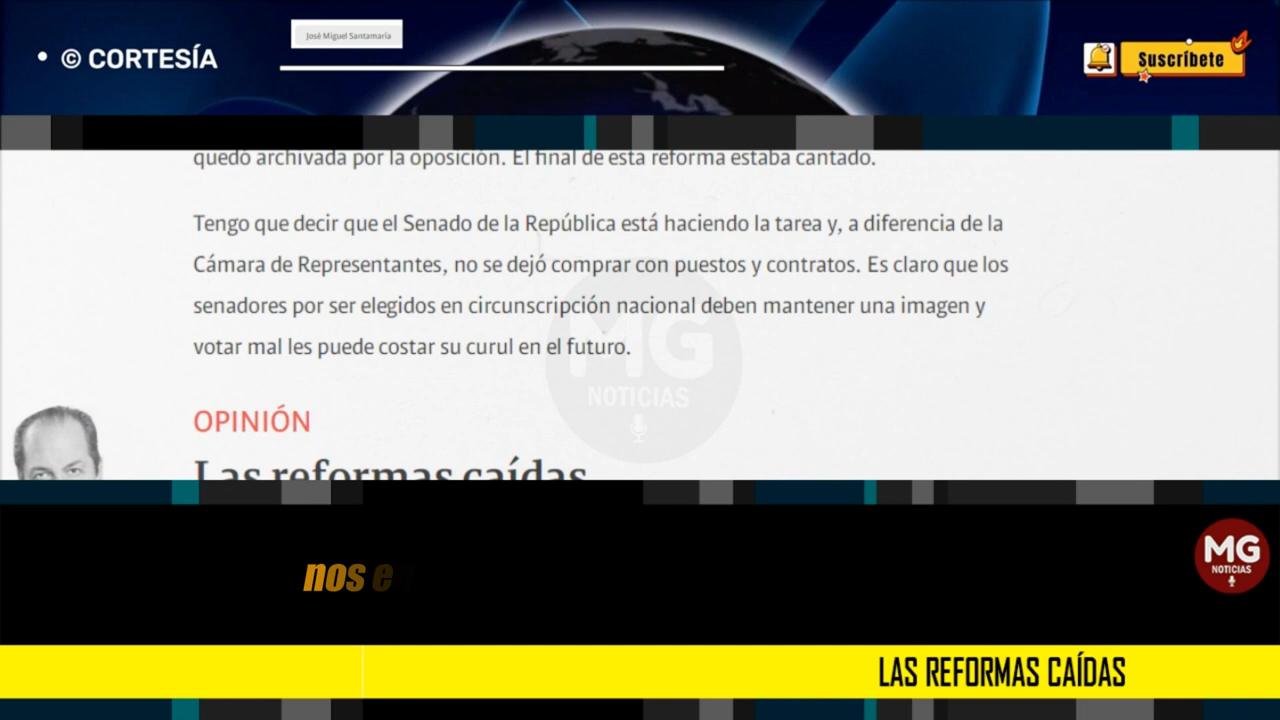 • © CORTESÍA
José Miguel Santamaría
Suscríbete
quedó archivada por la oposición. El final de esta reforma estaba cantado.
Tengo que decir que el Senado de la República está haciendo la tarea y, a diferencia de la
Cámara de Representantes, no se dejó comprar con puestos y contratos. Es claro que los
senadores por ser elegidos en circunscripción nacional deben mantener una imagen y
votar mal les puede costar su curul en el futuro.
MG
NOTICIAS
OPINIÓN
Las reformas caídas
nos e
MG
NOTICIAS
LAS REFORMAS CAÍDAS